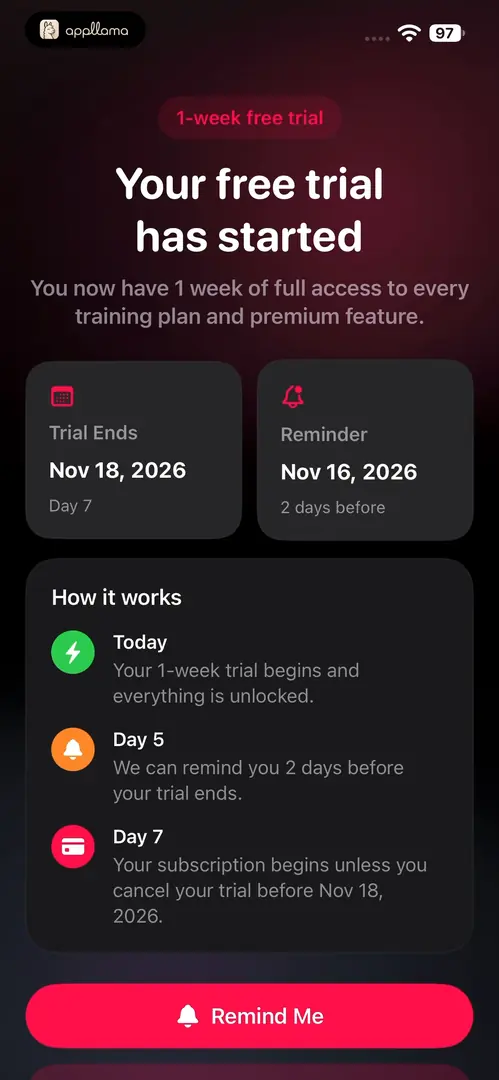 appllama
97
1-week free trial
Your free trial
has started
You now have 1 week of full access to every
training plan and premium feature.
Trial Ends
Nov 18, 2026
Day 7
Reminder
Nov 16, 2026
2 days before
How it works
Today
Your 1-week trial begins and
everything is unlocked.
Day 5
We can remind you 2 days before
your trial ends.
Day 7
Your subscription begins unless you
cancel your trial before Nov 18,
2026.
Remind Me